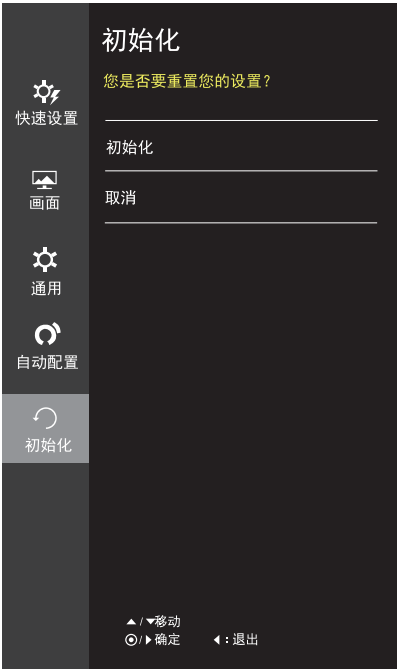 初始化
您是否要重置您的设置？
快速设置
初始化
取消
画面
通用
自动配置
初始化
▲/▼移动
◉/▶确定 ◀:退出